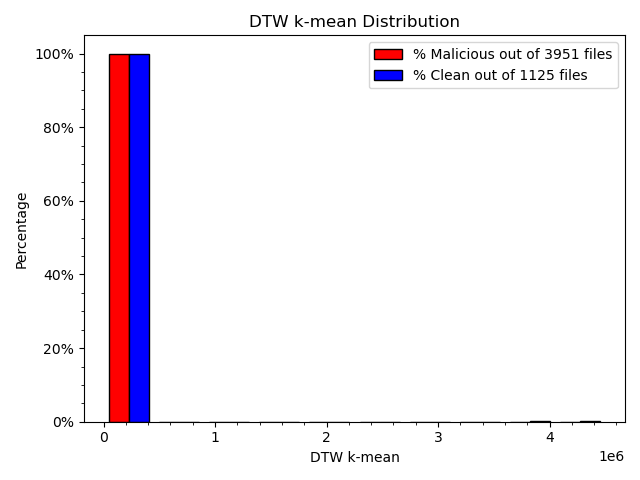 DTW k-mean Distribution
% Malicious out of 3951 files
% Clean out of 1125 files
100%
80%
60%
40%
20%
0%
Percentage
0 1 2 3 4
1e6
DTW k-mean